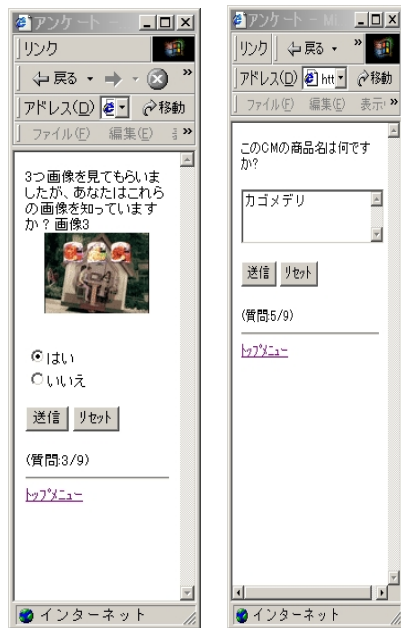 アンケート -
リンク
戻る
アドレス(D)
移動
ファイル(F) 編集(E)
3つ画像を見てもらいま
したが、あなたはこれら
の画像を知っています
か？画像3
はい
いいえ
送信 リセット
(質問:3/9)
トップメニュー
インターネット
アンケート - MI
リンク 戻る »
アドレス(D) htt 移動
ファイル(F) 編集(E) 表示 »
このCMの商品名は何です
か?
カゴメデリ
送信 リセット
(質問:5/9)
トップメニュー
インターネット